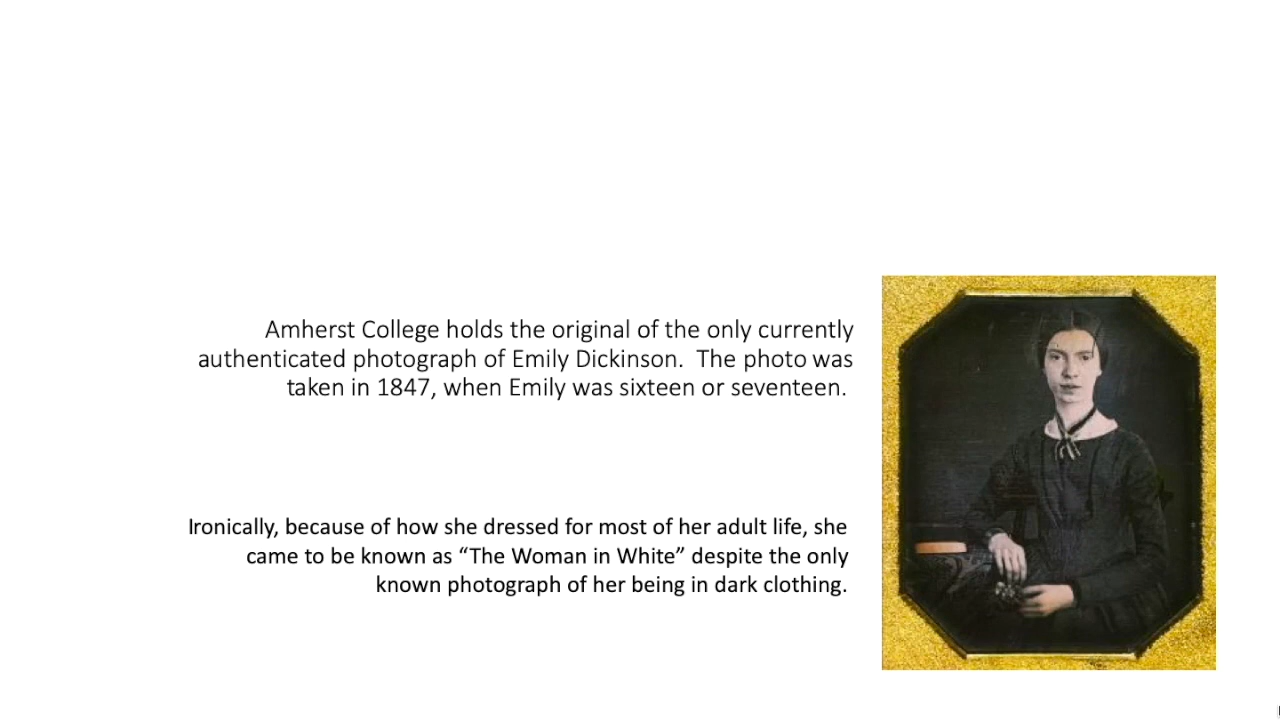 Amherst College holds the original of the only currently
authenticated photograph of Emily Dickinson.  The photo was
taken in 1847, when Emily was sixteen or seventeen.
Ironically, because of how she dressed for most of her adult life, she
came to be known as “The Woman in White” despite the only
known photograph of her being in dark clothing.